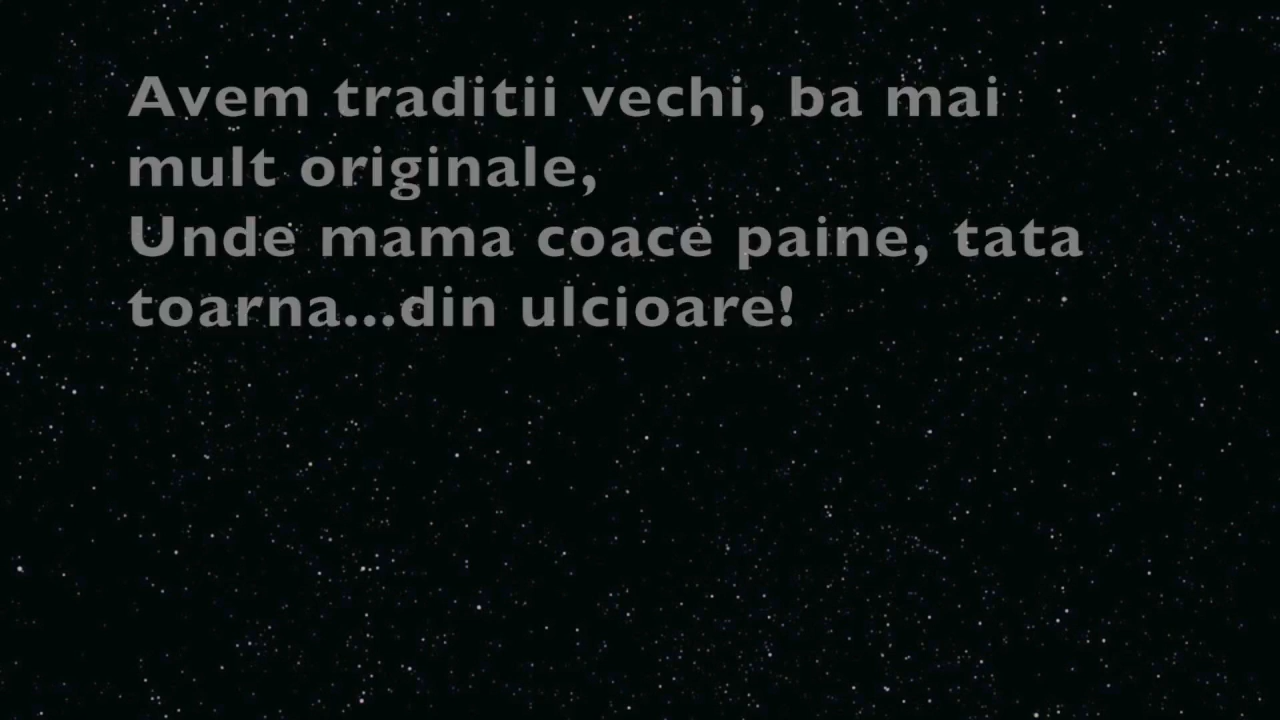 Avem traditii vechi, ba mai
mult originale,
Unde mama coace paine, tata
toarna...din ulcioare!